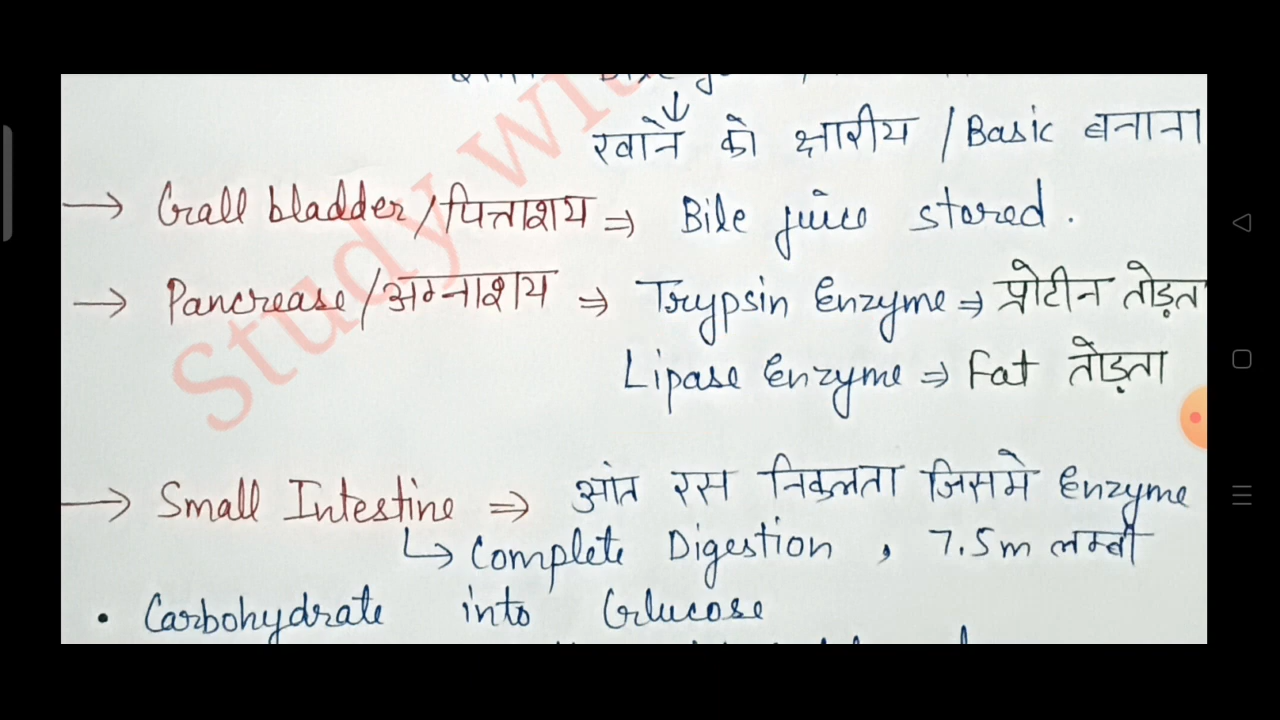 खाने को क्षारीय / Basic बनाना
→ Gall bladder / पित्ताशय ⇒ Bile juice stored.
→ Pancrease / अग्नाशय ⇒ Trypsin Enzyme ⇒ प्रोटीन तोड़त
Lipase Enzyme ⇒ Fat तोड़ता
→ Small Intestine ⇒ आंत रस निकलता जिसमे Enzyme
↳ Complete Digestion , 7.5m लम्बी
• Carbohydrate into Glucose
Study